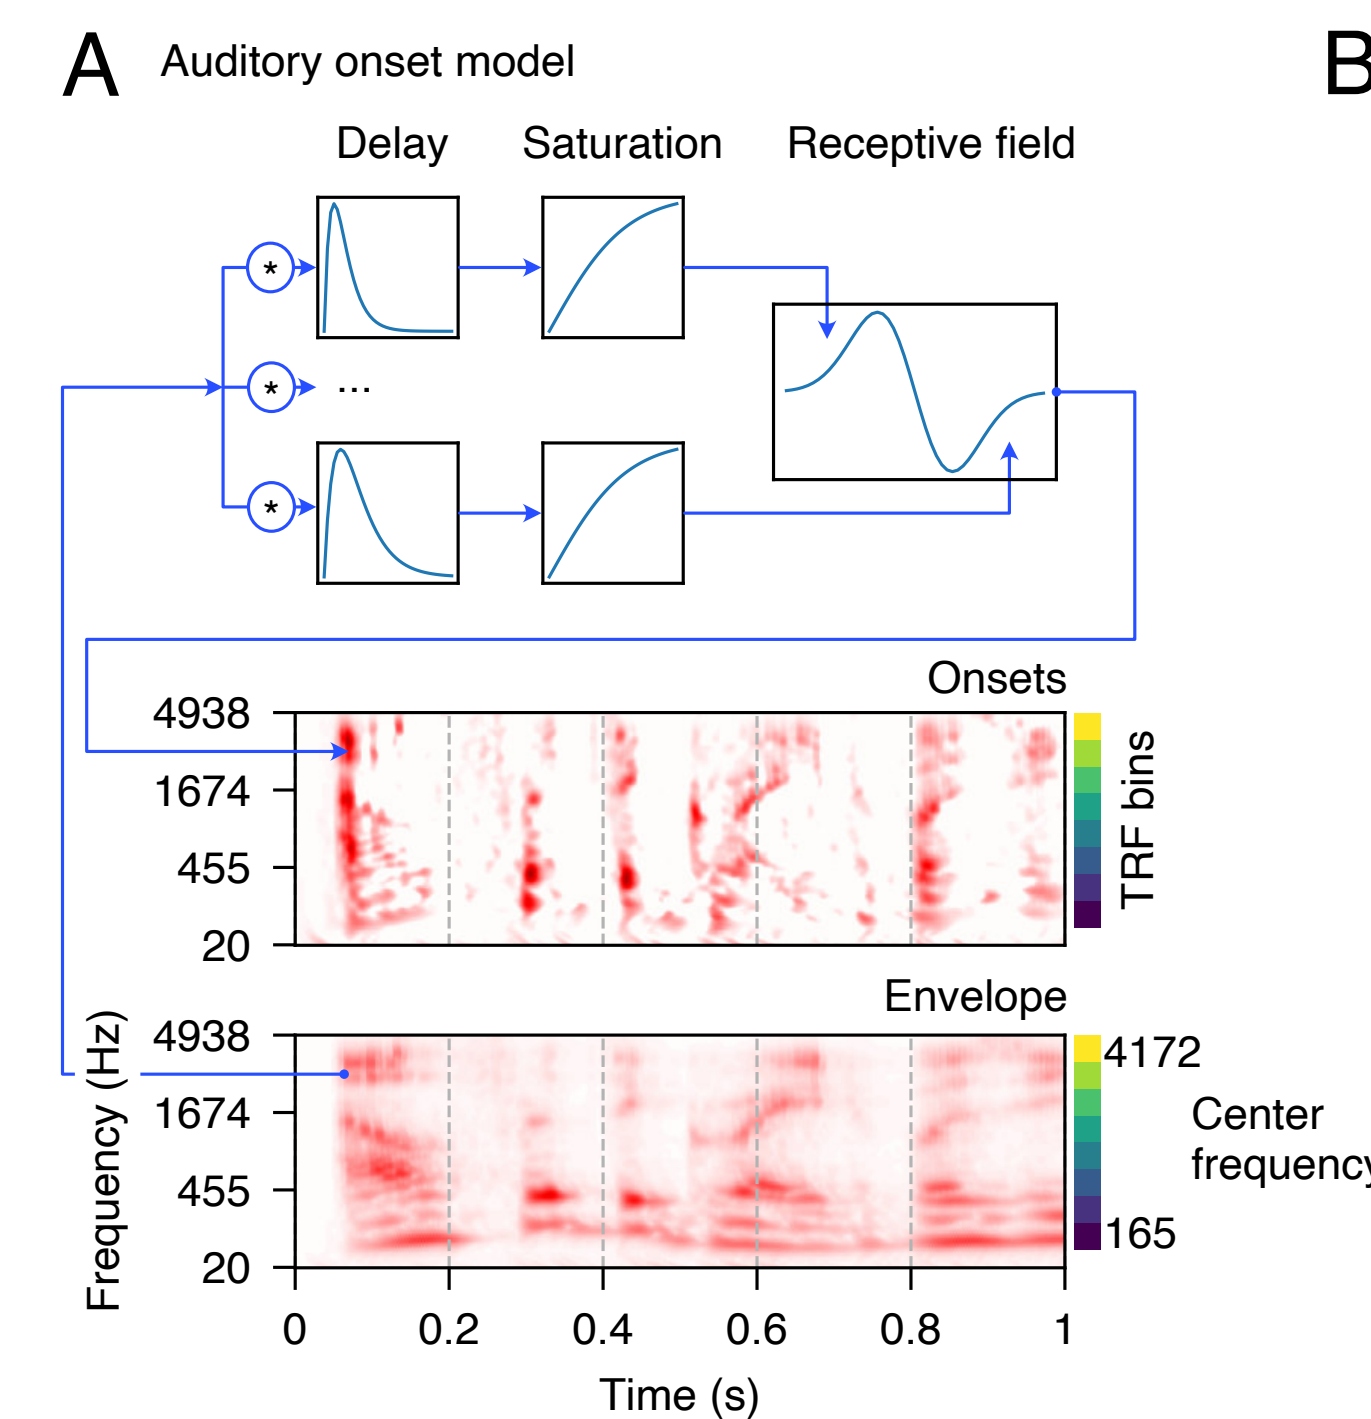 A Auditory onset model
B
Delay Saturation Receptive field
*
* ...
*
Onsets
4938
1674
455
20
TRF bins
Envelope
4938
1674
455
20
Frequency (Hz)
4172
165
Center
frequency
0 0.2 0.4 0.6 0.8 1
Time (s)